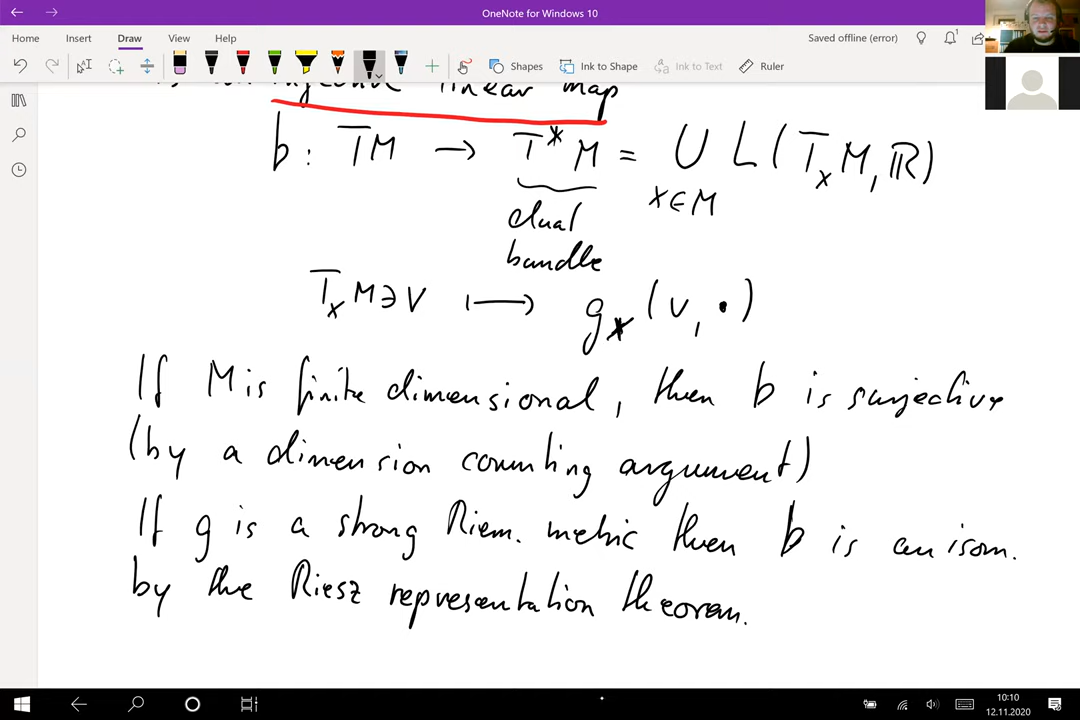 OneNote for Windows 10
Home Insert Draw View Help
Saved offline (error)
Shapes Ink to Shape Ink to Text Ruler
injective linear map
b: TM → T*M = ∪ L(TₓM, ℝ)
x∈M
dual
bundle
TₓM∋V ⟼ gₓ(v, •)
If M is finite dimensional, then b is surjective
(by a dimension counting argument)
If g is a strong Riem. metric then b is an isom.
by the Riesz representation theorem.
10:10
12.11.2020